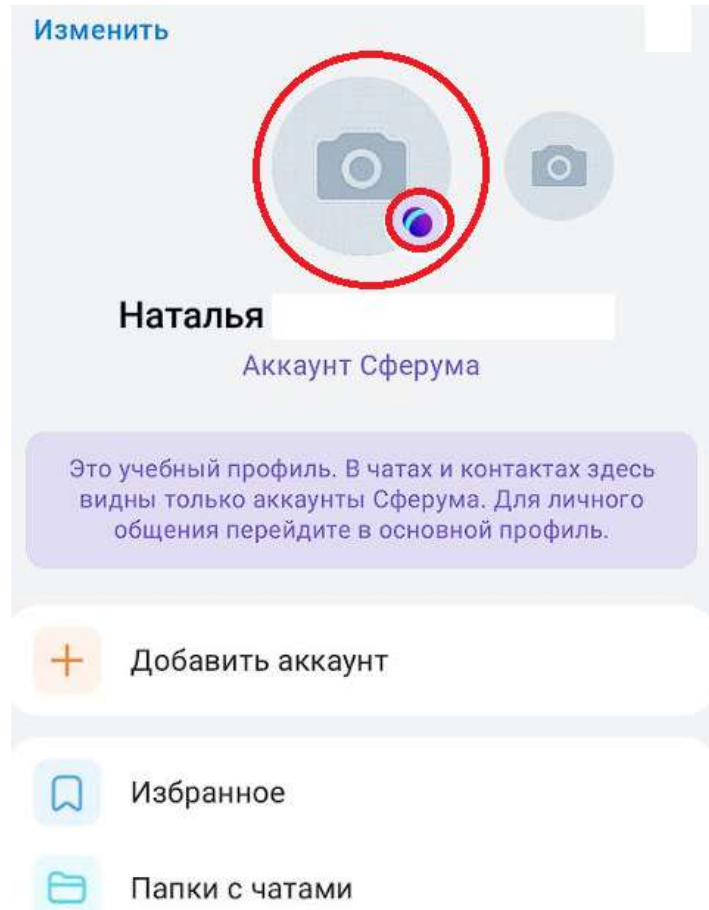 Изменить
Наталья
Аккаунт Сферума
Это учебный профиль. В чатах и контактах здесь
видны только аккаунты Сферума. Для личного
общения перейдите в основной профиль.
Добавить аккаунт
Избранное
Папки с чатами